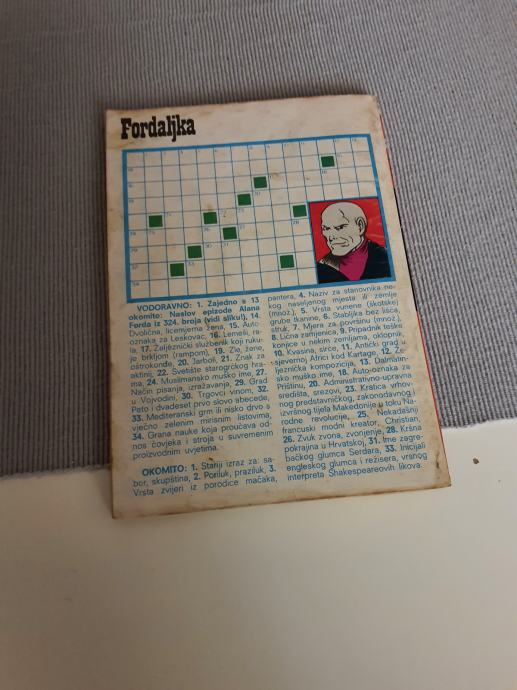 Fordaljka
VODORAVNO: 1. Zajedno s 13
okomito: Naslov epizode Alana
Forda iz 324. broja (vidi sliku!), 14.
Dvolična, licemjerna žena, 15. Auto-
oznaka za Leskovac, 16. Lemeši, ra-
la, 17. Željeznički službenik koji ruku-
je brkljom (rampom), 19. Zig, žene,
oštrokonđe, 20. Jarboli, 21. Znak za
aktinij, 22. Svetište starogrčkog hra-
ma, 24. Muslimansko muško ime, 27.
Način pisanja, izražavanja, 29. Grad
u Vojvodini, 30. Trgovci vinom, 32.
Peto i dvadeset prvo slovo abecede,
33. Mediteranski grm ili nisko drvo s
vječno zelenim mirisnim listovima,
34. Grana nauke koja proučava od-
nos čovjeka i stroja u suvremenim
proizvodnim uvjetima.
OKOMITO: 1. Stariji izraz za: sa-
bor, skupština, 2. Poriluk, praziluk, 3.
Vrsta zvijeri iz porodice mačaka,
pantera, 4. Naziv za stanovnika ne-
kog naseljenog mjesta ili zemlje
(množ.), 5. Vrsta vunene (škotske)
grube tkanine, 6. Stabljika bez lišća,
struk, 7. Mjera za površinu (množ.),
8. Lična zamjenica, 9. Pripadnik teške
konjice u nekim zemljama, oklopnik,
10. Kvasina, sirće, 11. Antički grad u
sjevernoj Africi kod Kartage, 12. Že-
ljeznička kompozicija, 13. Dalmatin-
sko muško ime, 18. Auto-oznaka za
Prištinu, 20. Administrativno-upravna
središta, srezovi, 23. Kratica vrhov-
nog predstavničkog, zakonodavnog i
izvršnog tijela Makedonije u toku Na-
rodne revolucije, 25. Nekadašnji
francuski modni kreator, Christian,
26. Zvuk zvona, zvonjenje, 28. Kršna
pokrajina u Hrvatskoj, 31. Ime zagre-
bačkog glumca Serdara, 33. Inicijali
engleskog glumca i režisera, vrsnog
interpreta Shakespeareovih likova.